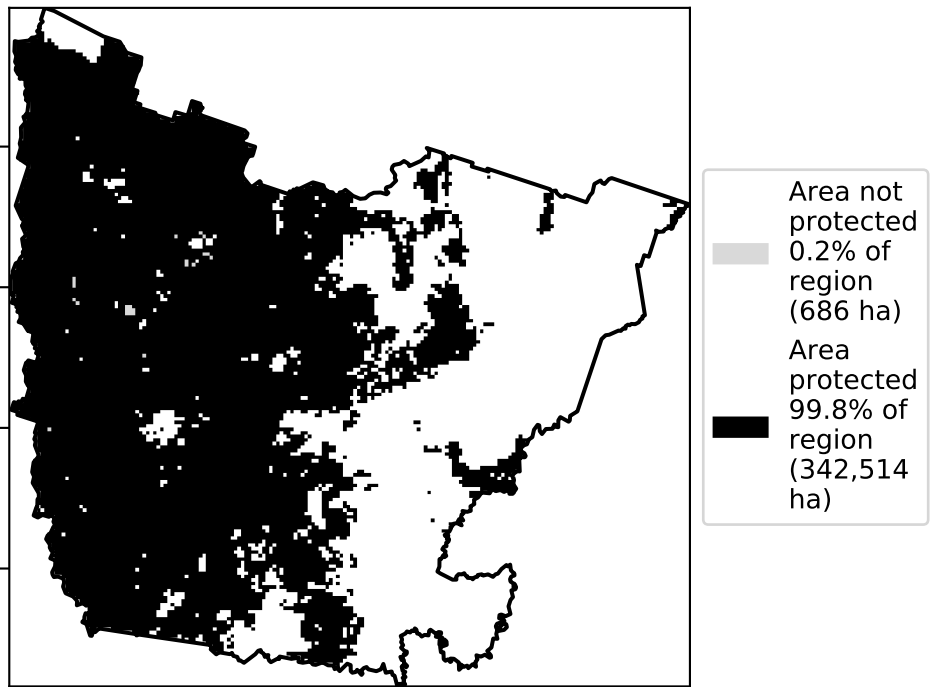 Area not
protected
0.2% of
region
(686 ha)
Area
protected
99.8% of
region
(342,514
ha)